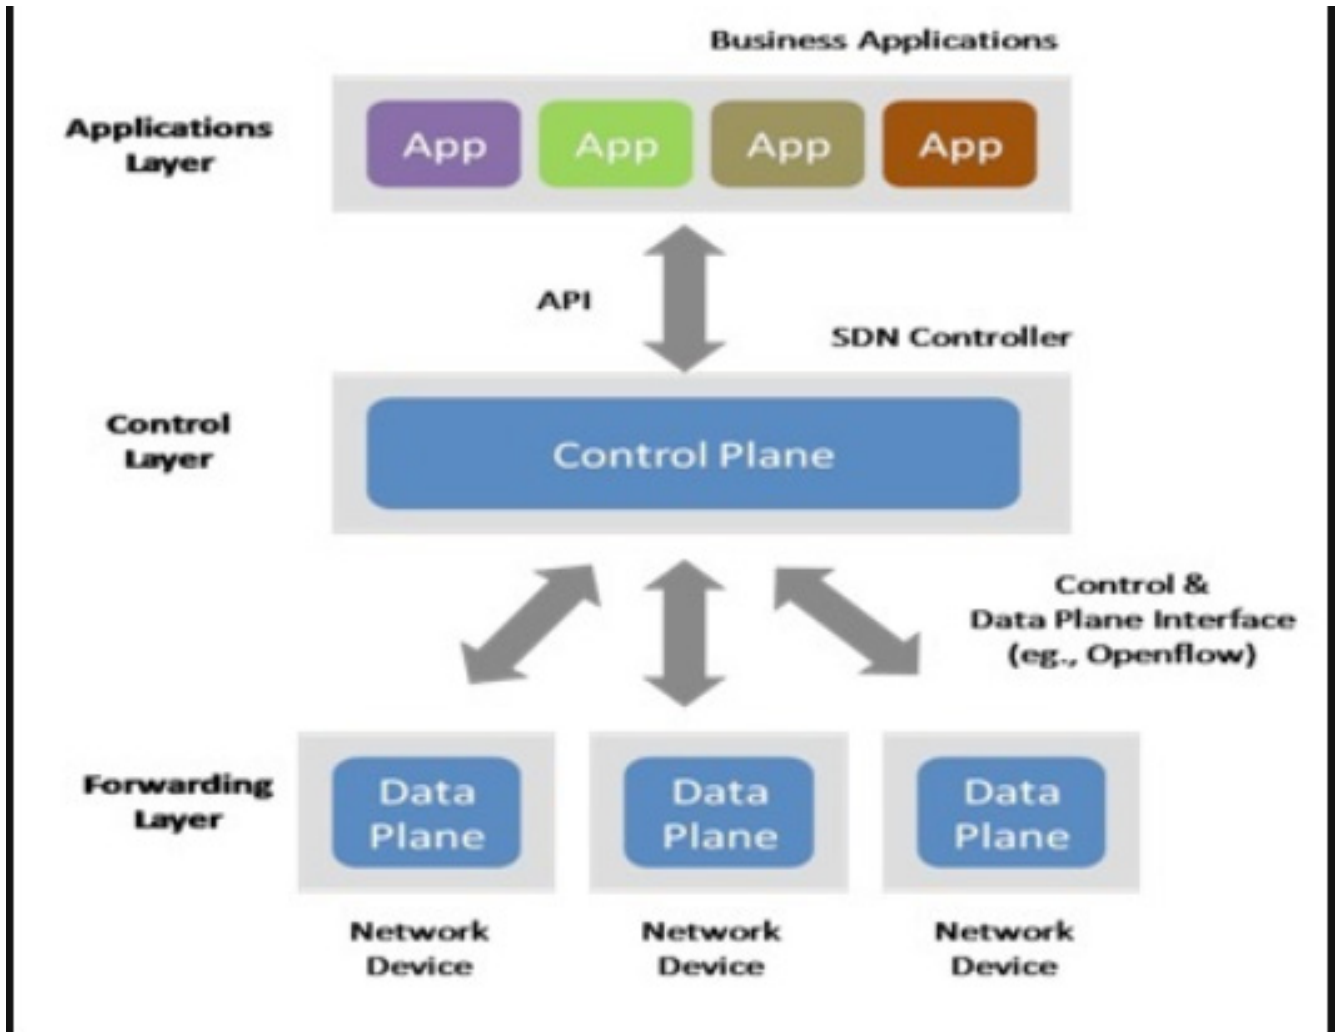 Business Applications
Applications
Layer
App App App App
API
SDN Controller
Control
Layer
Control Plane
Control &
Data Plane Interface
(eg., Openflow)
Forwarding
Layer
Data
Plane
Data
Plane
Data
Plane
Network
Device
Network
Device
Network
Device